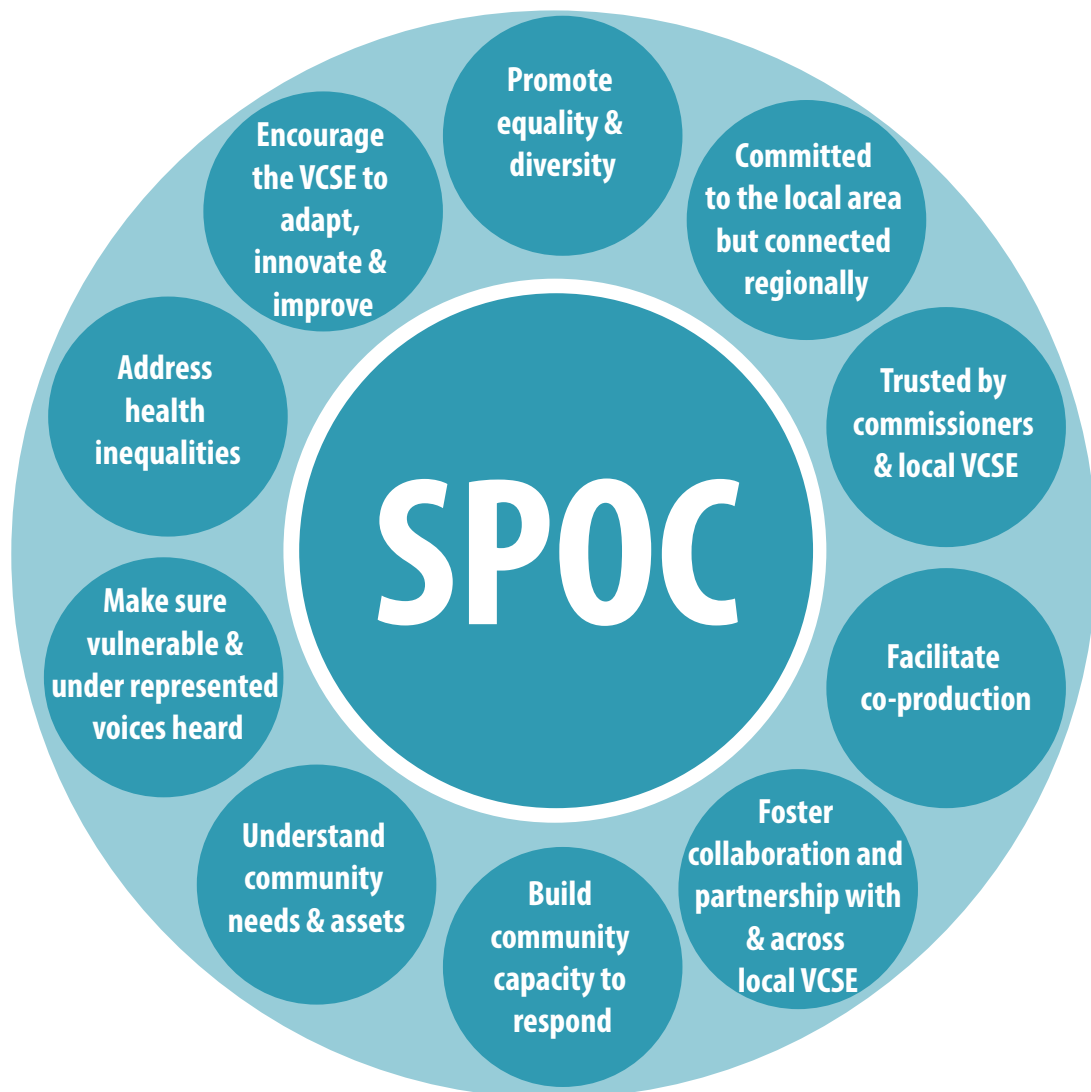 Promote
equality &
diversity
Committed
to the local area
but connected
regionally
Trusted by
commissioners
& local VCSE
Facilitate
co-production
Foster
collaboration and
partnership with
& across
local VCSE
Build
community
capacity to
respond
Understand
community
needs & assets
Make sure
vulnerable &
under represented
voices heard
Address
health
inequalities
Encourage
the VCSE to
adapt,
innovate &
improve
SPOC